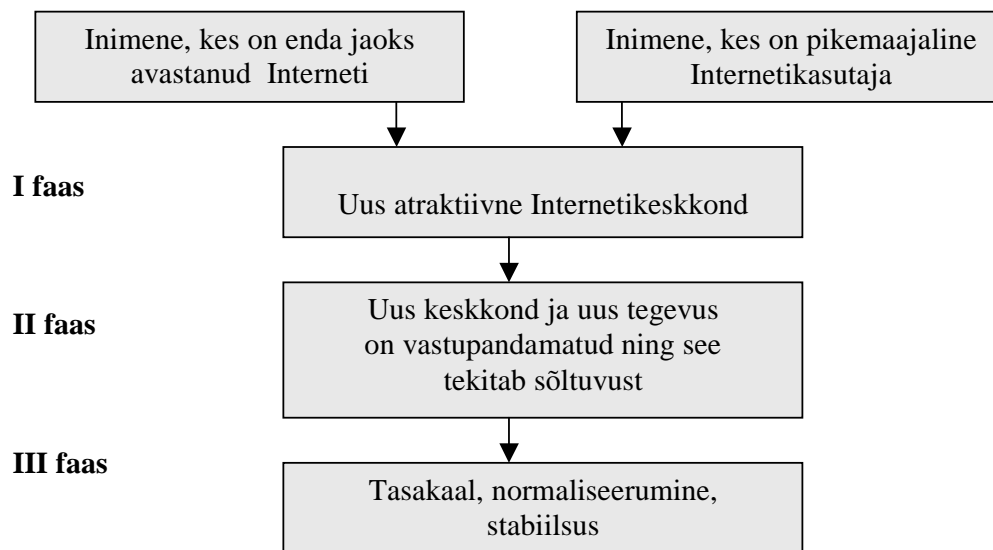 Inimene, kes on enda jaoks
avastanud Interneti
Inimene, kes on pikemaajaline
Internetikasutaja
I faas
Uus atraktiivne Internetikeskkond
II faas
Uus keskkond ja uus tegevus
on vastupandamatud ning see
tekitab sõltuvust
III faas
Tasakaal, normaliseerumine,
stabiilsus